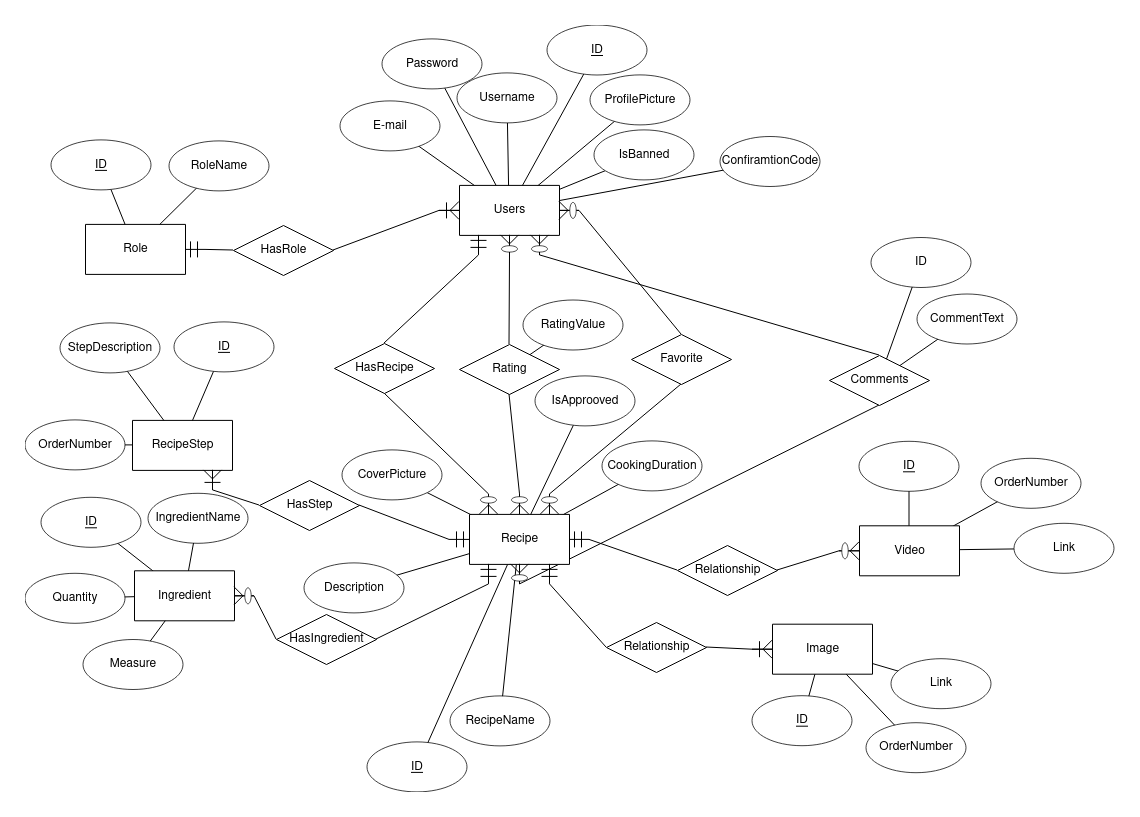 ID
Password
Username
ProfilePicture
E-mail
IsBanned
ConfiramtionCode
ID
RoleName
Users
Role
HasRole
ID
CommentText
RatingValue
StepDescription
ID
HasRecipe
Rating
Favorite
Comments
IsApprooved
OrderNumber
RecipeStep
CoverPicture
CookingDuration
ID
OrderNumber
HasStep
ID
IngredientName
Recipe
Video
Link
Relationship
Description
Quantity
Ingredient
HasIngredient
Relationship
Image
Measure
Link
RecipeName
ID
OrderNumber
ID